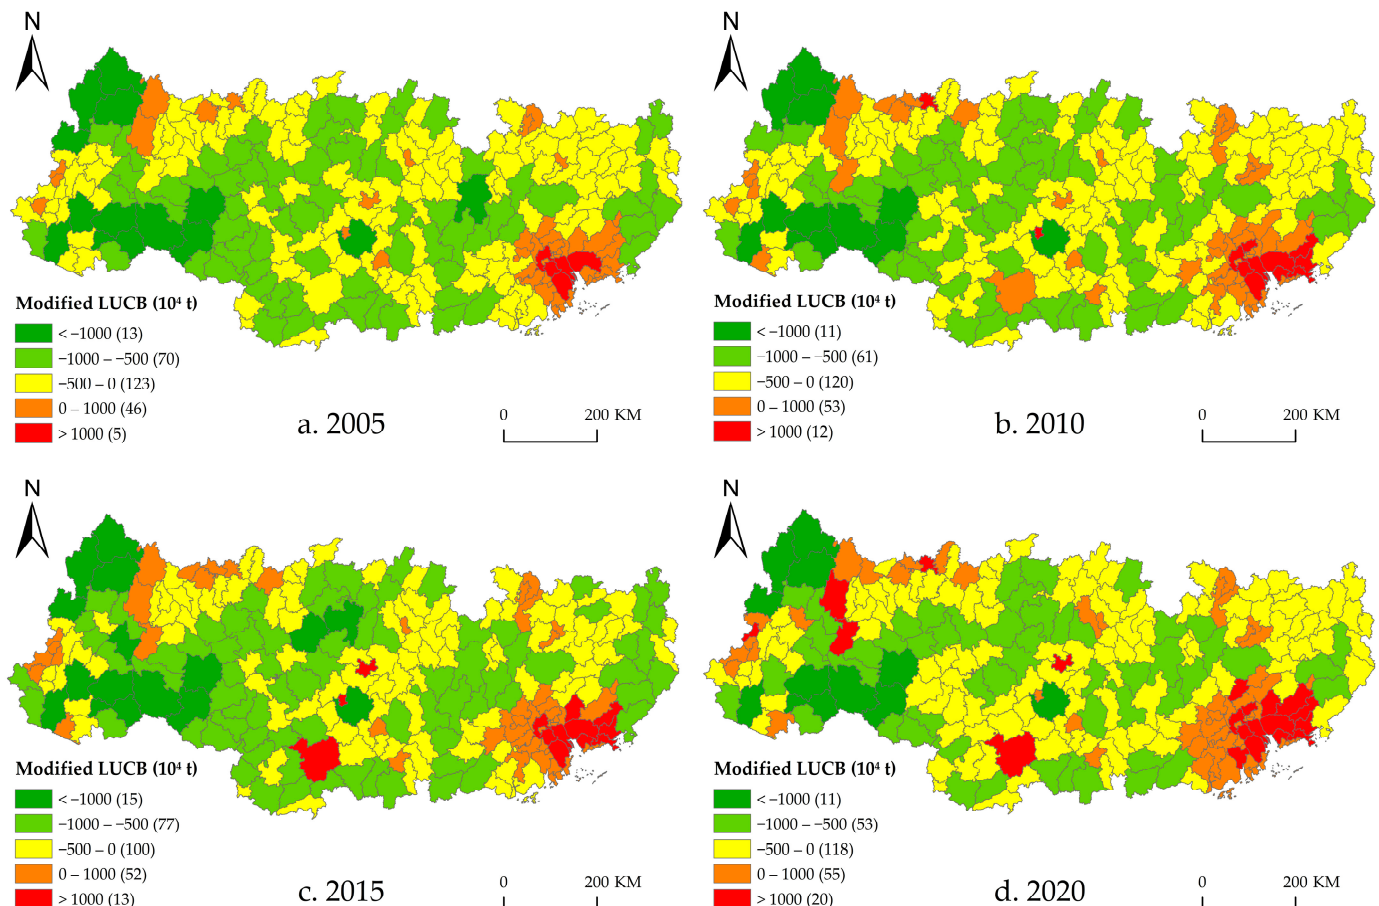 N
Modified LUCB (10⁴ t)
< −1000 (13)
−1000 – −500 (70)
−500 – 0 (123)
0 – 1000 (46)
> 1000 (5)
a. 2005
0 200 KM
N
Modified LUCB (10⁴ t)
< −1000 (11)
−1000 – −500 (61)
−500 – 0 (120)
0 – 1000 (53)
> 1000 (12)
b. 2010
0 200 KM
N
Modified LUCB (10⁴ t)
< −1000 (15)
−1000 – −500 (77)
−500 – 0 (100)
0 – 1000 (52)
> 1000 (13)
c. 2015
0 200 KM
N
Modified LUCB (10⁴ t)
< −1000 (11)
−1000 – −500 (53)
−500 – 0 (118)
0 – 1000 (55)
> 1000 (20)
d. 2020
0 200 KM